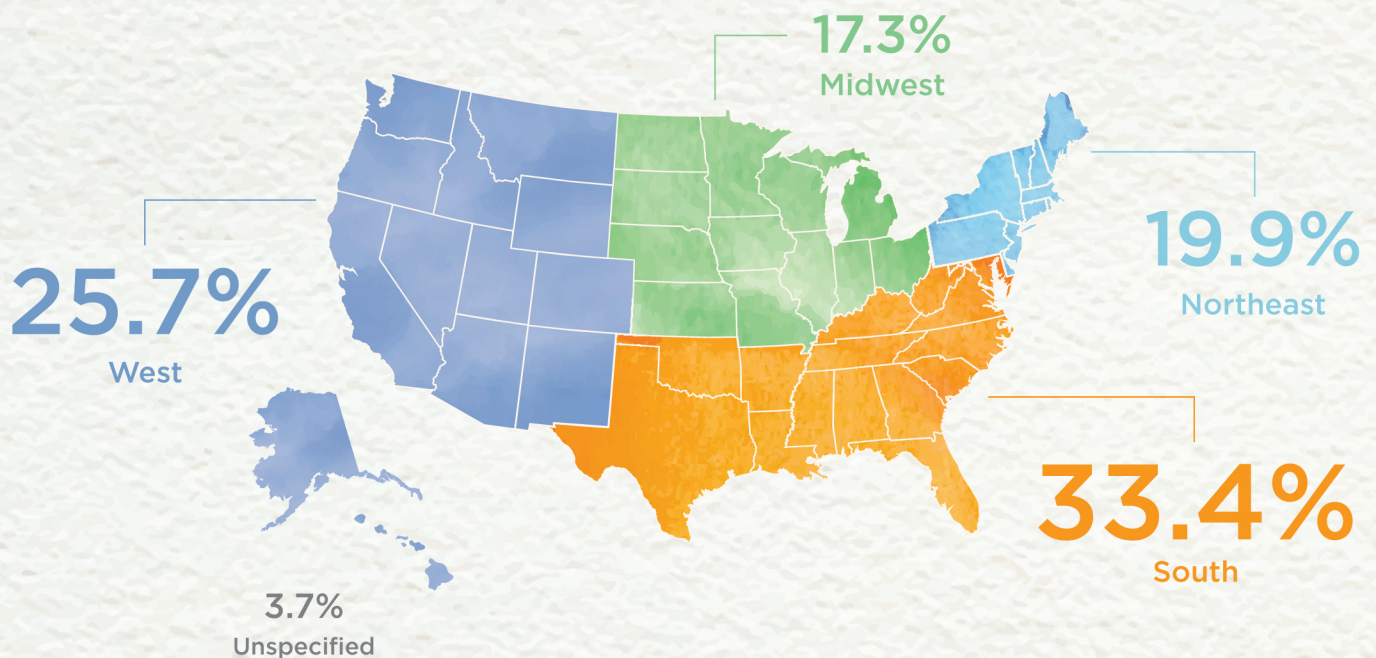 17.3%
Midwest
19.9%
Northeast
25.7%
West
33.4%
South
3.7%
Unspecified